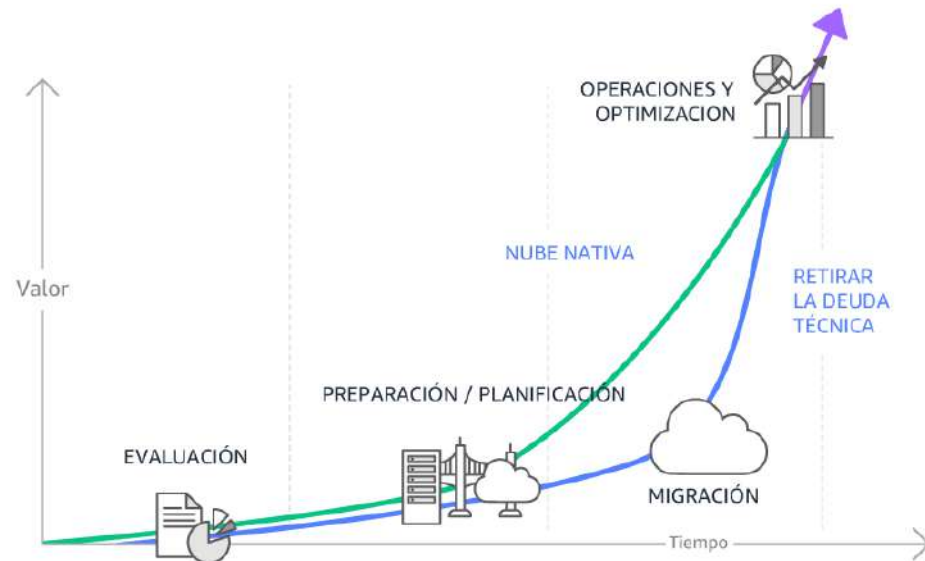 OPERACIONES Y
OPTIMIZACION
NUBE NATIVA
Valor
RETIRAR
LA DEUDA
TÉCNICA
PREPARACIÓN / PLANIFICACIÓN
EVALUACIÓN
MIGRACIÓN
Tiempo